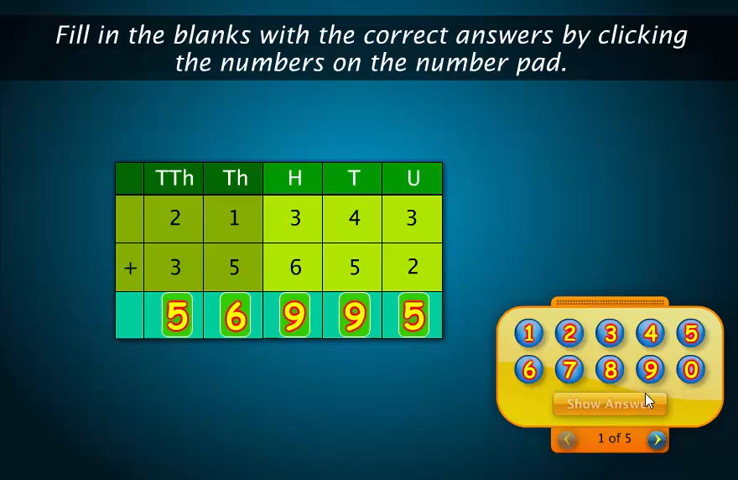 Fill in the blanks with the correct answers by clicking
the numbers on the number pad.
TTh Th H T U
2 1 3 4 3
+ 3 5 6 5 2
5 6 9 9 5
1 2 3 4 5
6 7 8 9 0
Show Answer
1 of 5